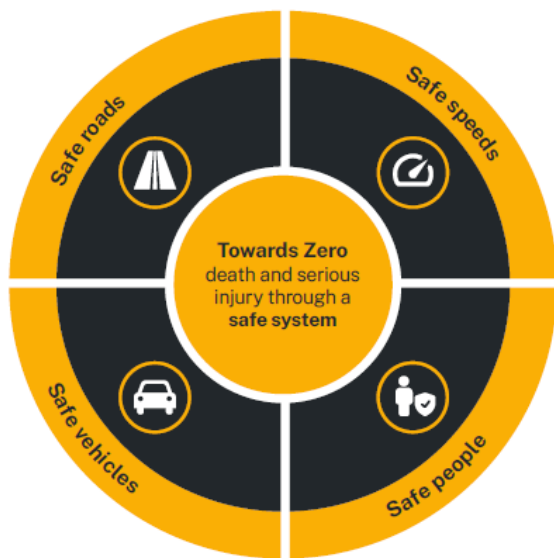 Safe roads
Safe speeds
Towards Zero
death and serious
injury through a
safe system
Safe vehicles
Safe people